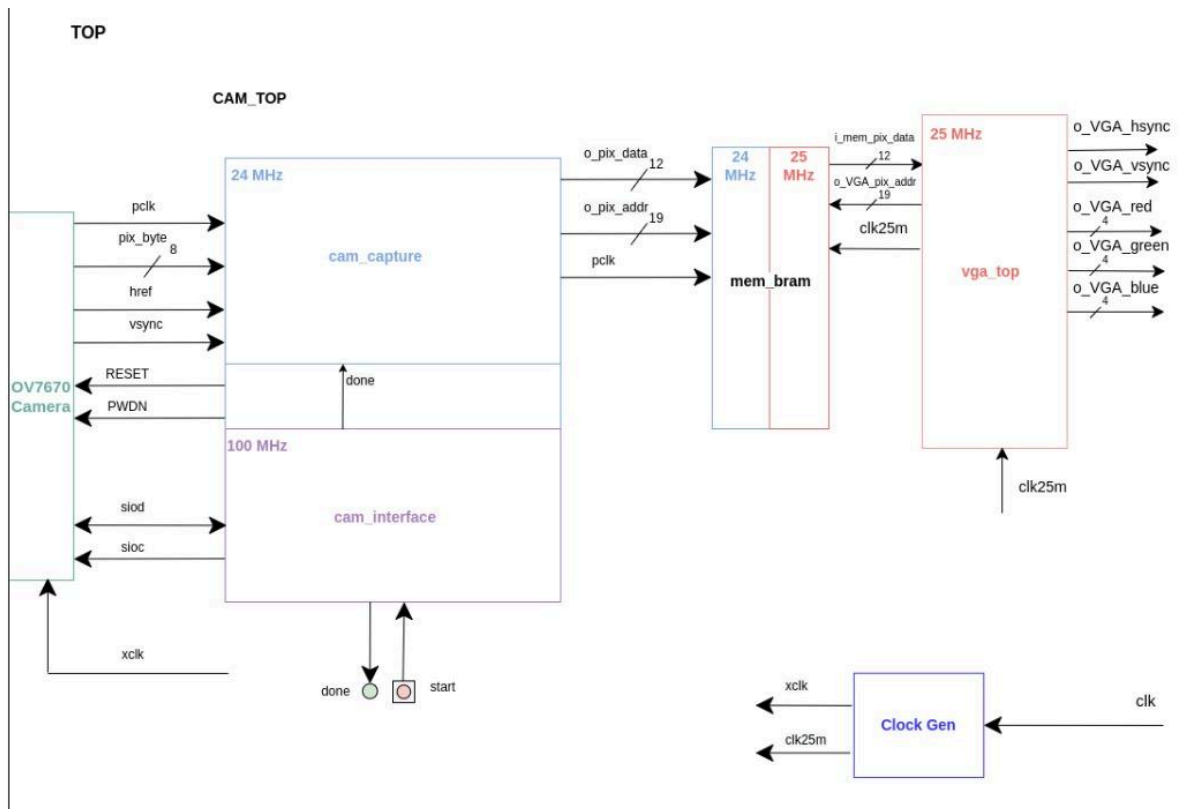 TOP
CAM_TOP
24 MHz
cam_capture
pclk
pix_byte
8
href
vsync
RESET
PWDN
OV7670
Camera
done
100 MHz
cam_interface
siod
sioc
xclk
done
start
o_pix_data
12
o_pix_addr
19
pclk
24
MHz
25
MHz
mem_bram
i_mem_pix_data
12
o_VGA_pix_addr
19
clk25m
25 MHz
vga_top
o_VGA_hsync
o_VGA_vsync
o_VGA_red
4
o_VGA_green
4
o_VGA_blue
4
clk25m
xclk
clk25m
Clock Gen
clk